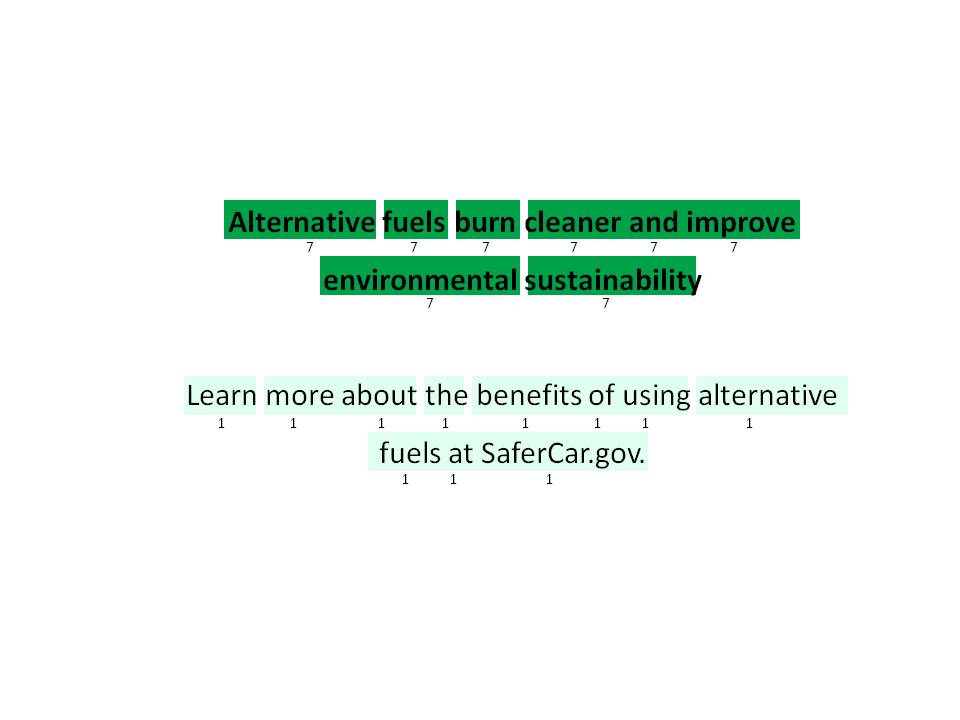 Alternative fuels burn cleaner and improve
7 7 7 7 7 7
environmental sustainability
7 7
Learn more about the benefits of using alternative
1 1 1 1 1 1 1 1
fuels at SaferCar.gov.
1 1 1